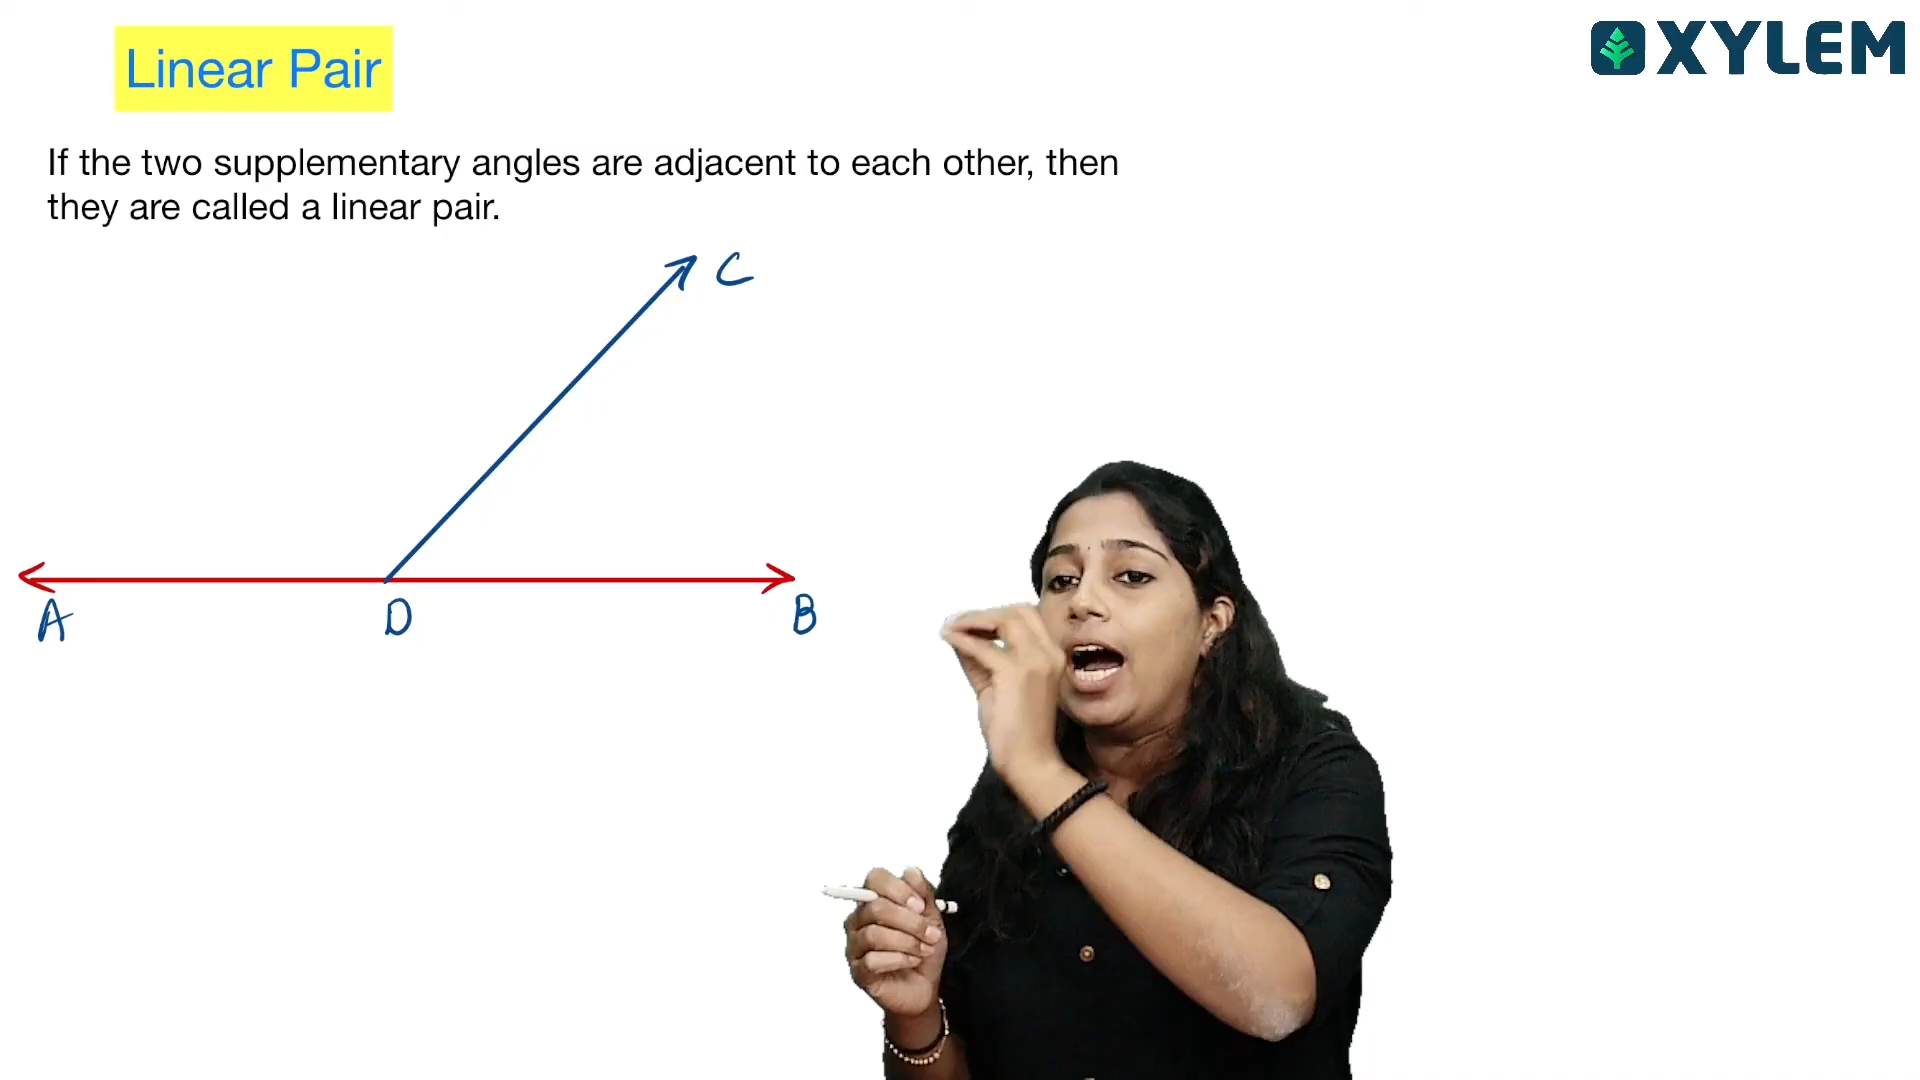 Linear Pair
XYLEM
If the two supplementary angles are adjacent to each other, then
they are called a linear pair.
C
A D B